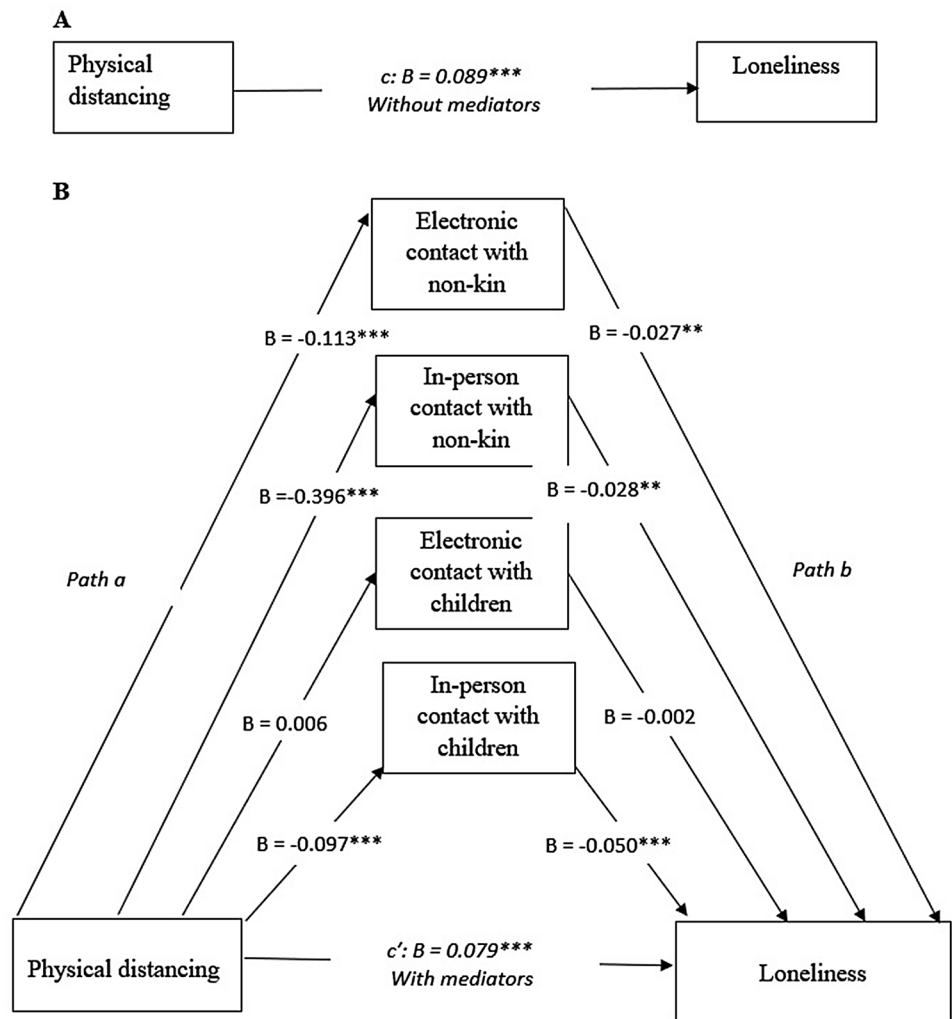 A
Physical
distancing
c: B = 0.089***
Without mediators
Loneliness
B
Electronic
contact with
non-kin
B = -0.113***
B = -0.027**
In-person
contact with
non-kin
B =-0.396***
B = -0.028**
Electronic
contact with
children
Path a
Path b
In-person
contact with
children
B = 0.006
B = -0.002
B = -0.097***
B = -0.050***
Physical distancing
c′: B = 0.079***
With mediators
Loneliness